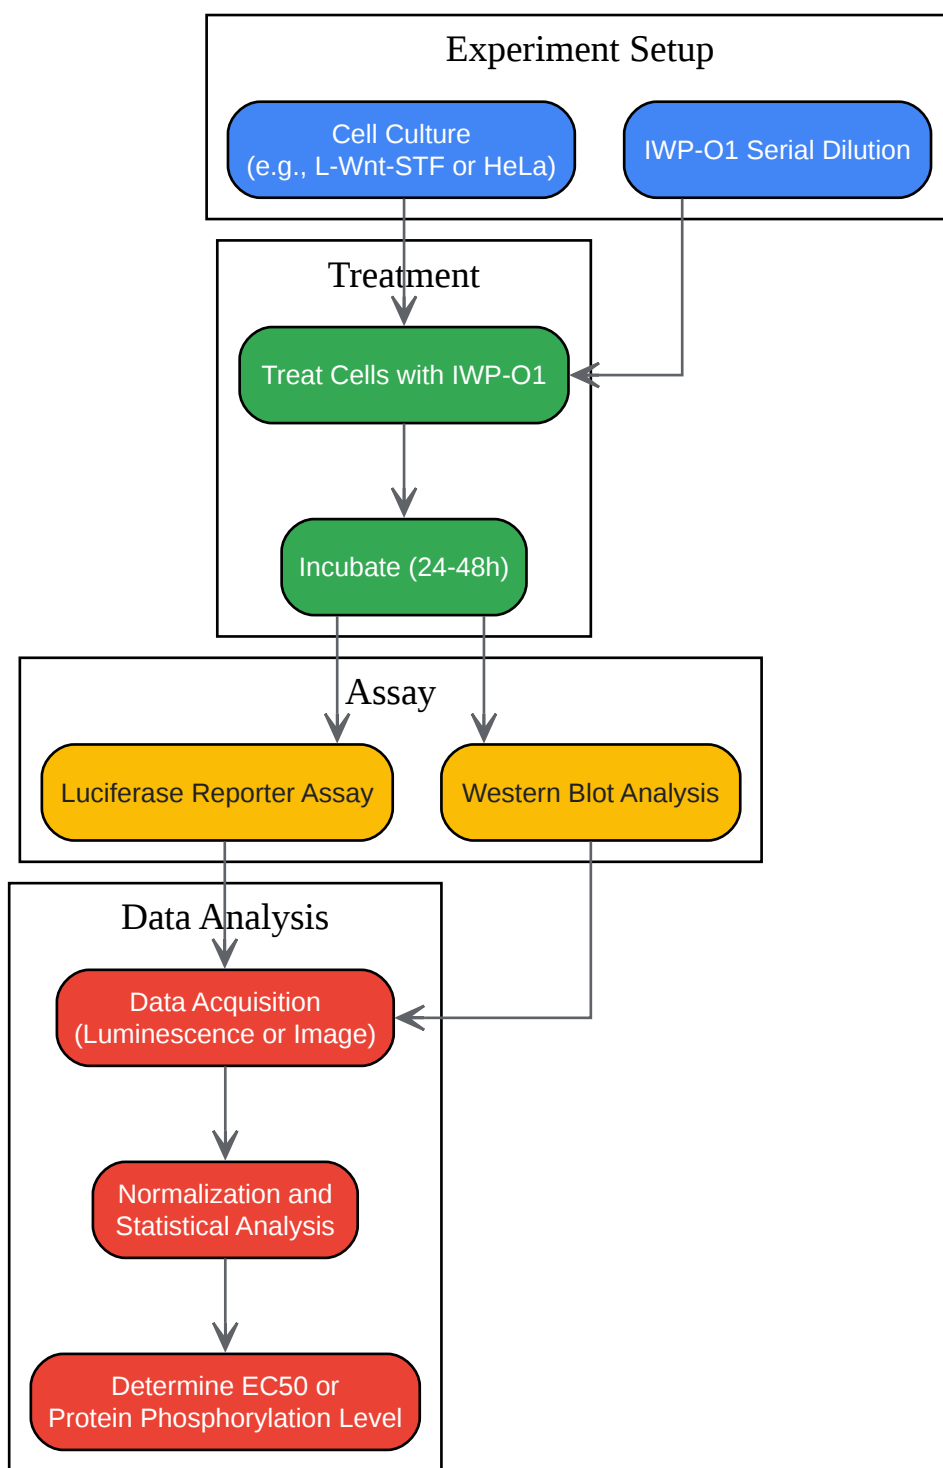 Experiment Setup
Cell Culture
(e.g., L-Wnt-STF or HeLa)
IWP-O1 Serial Dilution
Treatment
Treat Cells with IWP-O1
Incubate (24-48h)
Assay
Luciferase Reporter Assay
Western Blot Analysis
Data Analysis
Data Acquisition
(Luminescence or Image)
Normalization and
Statistical Analysis
Determine EC50 or
Protein Phosphorylation Level